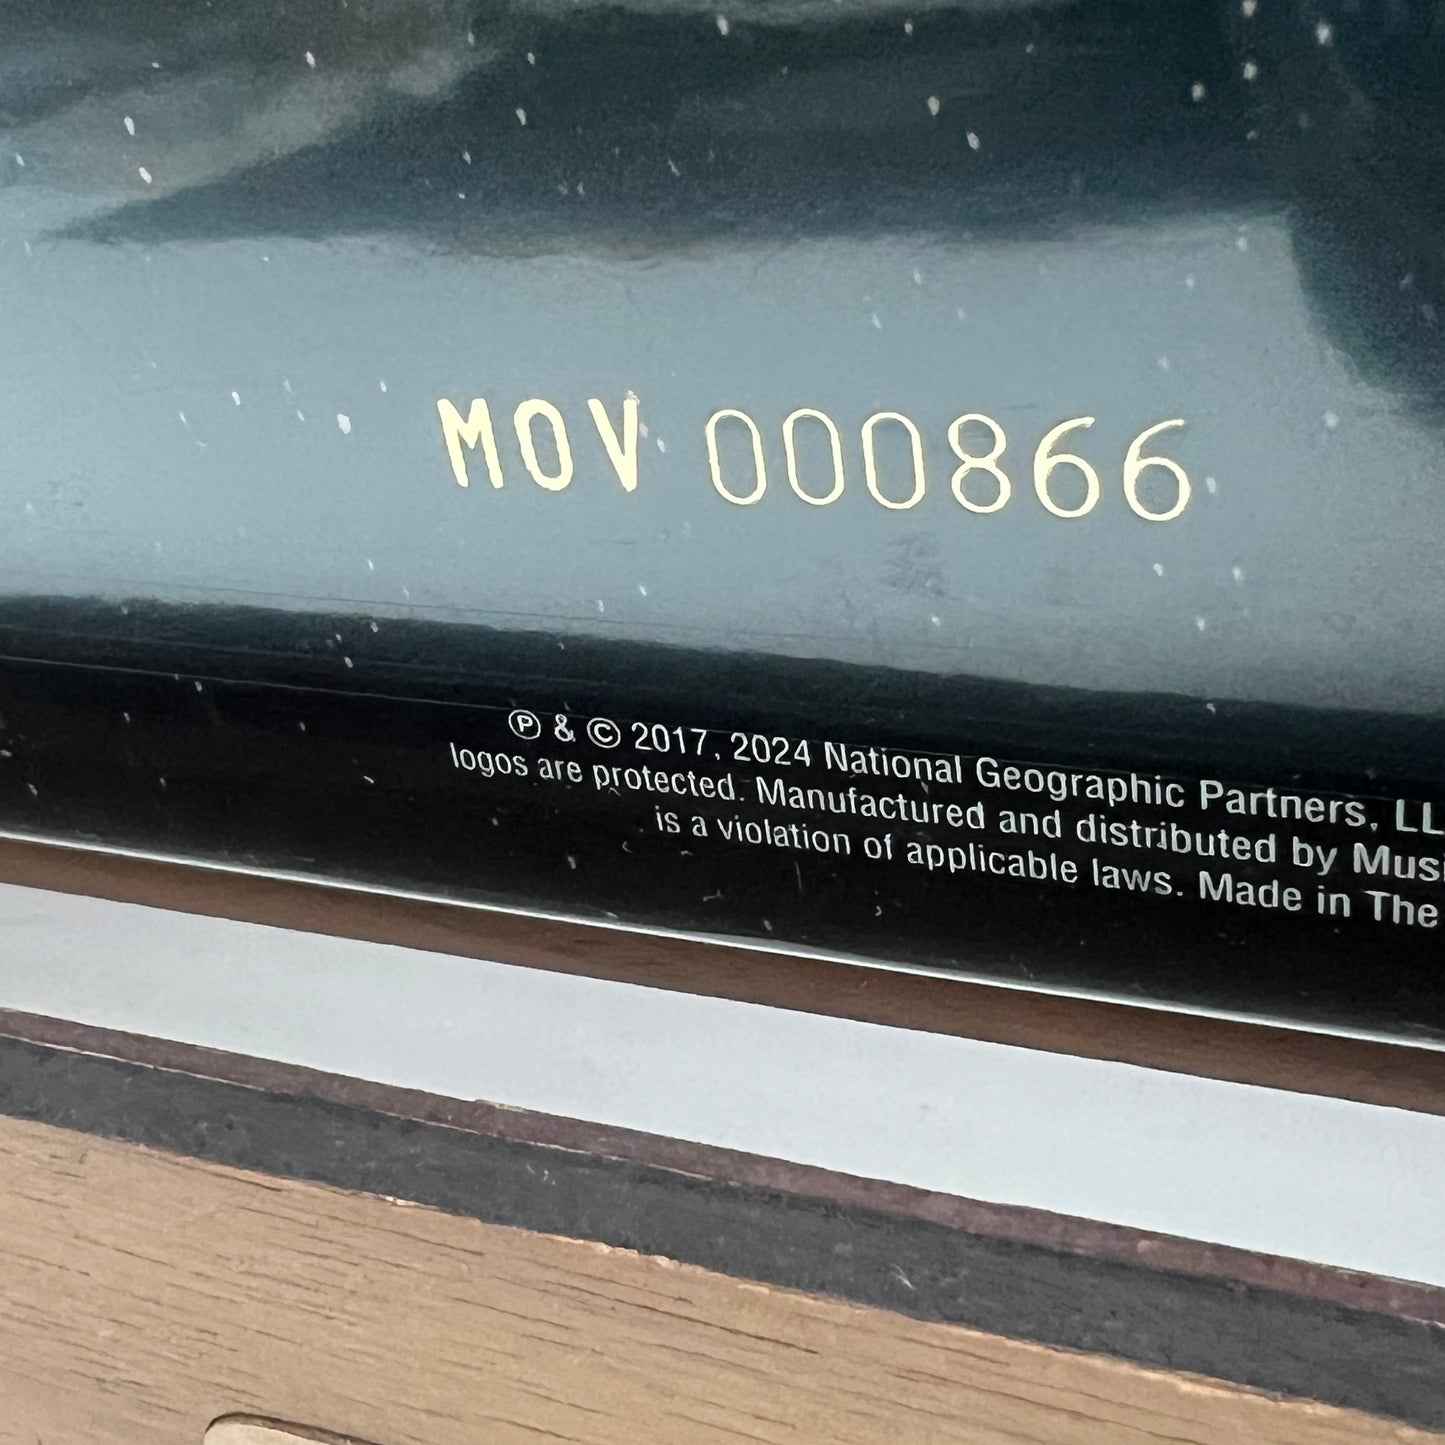 MOV 000866
℗ & © 2017, 2024 National Geographic Partners, LL
logos are protected. Manufactured and distributed by Musi
is a violation of applicable laws. Made in The